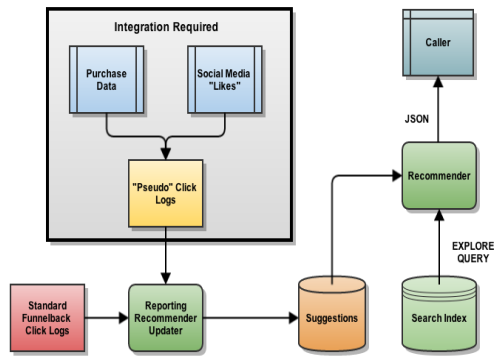 Integration Required
Purchase
Data
Social Media
"Likes"
"Pseudo" Click
Logs
Standard
Funnelback
Click Logs
Reporting
Recommender
Updater
Suggestions
Caller
JSON
Recommender
EXPLORE
QUERY
Search Index